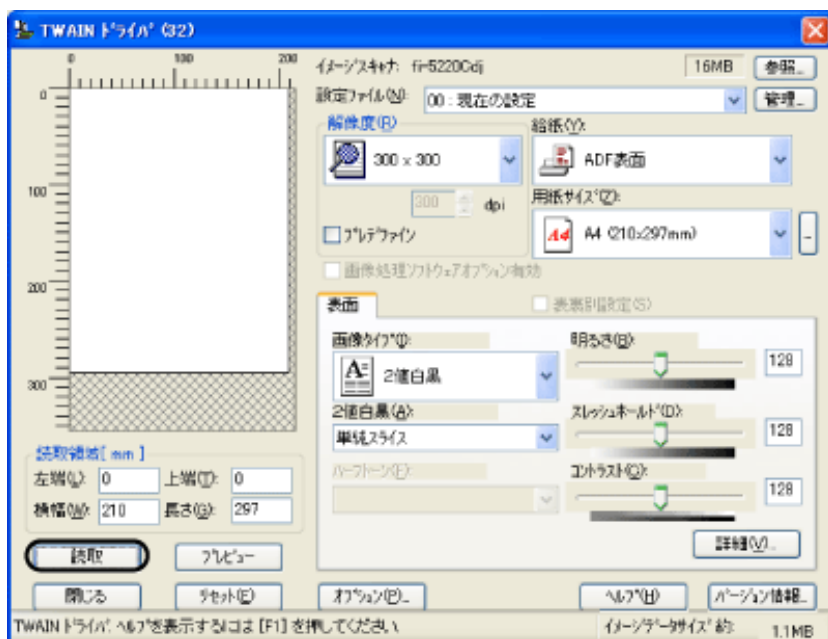 TWAIN ドライバ (32)
0 100 200
0
100
200
300
イメージスキャナ: fi-5220Cdj 16MB 参照...
設定ファイル(N): 00 : 現在の設定 管理...
解像度(R)
300 x 300
300 dpi
プレデファイン
給紙(Y):
ADF表面
用紙サイズ(Z):
A4 A4 (210x297mm) ...
画像処理ソフトウェアオプション有効
表面
表裏別設定(S)
画像タイプ(I):
2値白黒
2値白黒(A):
単純スライス
ハーフトーン(E):
明るさ(B):
128
スレッショホールド(D):
128
コントラスト(C):
128
詳細(V)...
読取領域[ mm ]
左端(L): 0 上端(T): 0
横幅(W): 210 長さ(G): 297
読取 プレビュー
閉じる リセット(E) オプション(P)... ヘルプ(H) バージョン情報...
TWAIN ドライバ. ヘルプを表示するには [F1] を押してください イメージデータサイズ 約: 1.1MB